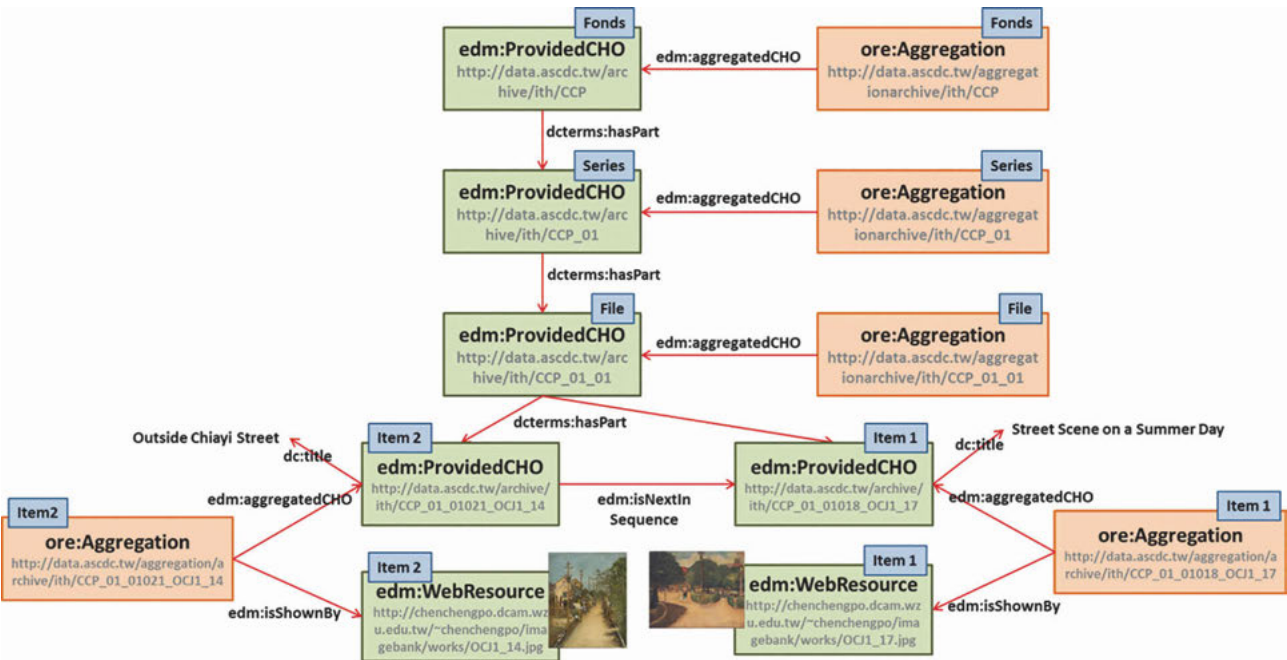 Fonds
edm:ProvidedCHO
http://data.ascdc.tw/arc
hive/ith/CCP
edm:aggregatedCHO
Fonds
ore:Aggregation
http://data.ascdc.tw/aggregat
ionarchive/ith/CCP
dcterms:hasPart
Series
edm:ProvidedCHO
http://data.ascdc.tw/arc
hive/ith/CCP_01
edm:aggregatedCHO
Series
ore:Aggregation
http://data.ascdc.tw/aggregat
ionarchive/ith/CCP_01
dcterms:hasPart
File
edm:ProvidedCHO
http://data.ascdc.tw/arc
hive/ith/CCP_01_01
edm:aggregatedCHO
File
ore:Aggregation
http://data.ascdc.tw/aggregat
ionarchive/ith/CCP_01_01
dcterms:hasPart
Outside Chiayi Street
dc:title
Item 2
edm:ProvidedCHO
http://data.ascdc.tw/archive/
ith/CCP_01_01021_OCJ1_14
edm:isNextIn
Sequence
Item 1
edm:ProvidedCHO
http://data.ascdc.tw/archive/
ith/CCP_01_01018_OCJ1_17
Street Scene on a Summer Day
dc:title
edm:aggregatedCHO
edm:aggregatedCHO
Item2
ore:Aggregation
http://data.ascdc.tw/aggregation/a
rchive/ith/CCP_01_01021_OCJ1_14
Item 1
ore:Aggregation
http://data.ascdc.tw/aggregation/a
rchive/ith/CCP_01_01018_OCJ1_17
edm:isShownBy
Item 2
edm:WebResource
http://chenchengpo.dcam.wz
u.edu.tw/~chenchengpo/ima
gebank/works/OCJ1_14.jpg
Item 1
edm:WebResource
http://chenchengpo.dcam.wz
u.edu.tw/~chenchengpo/ima
gebank/works/OCJ1_17.jpg
edm:isShownBy